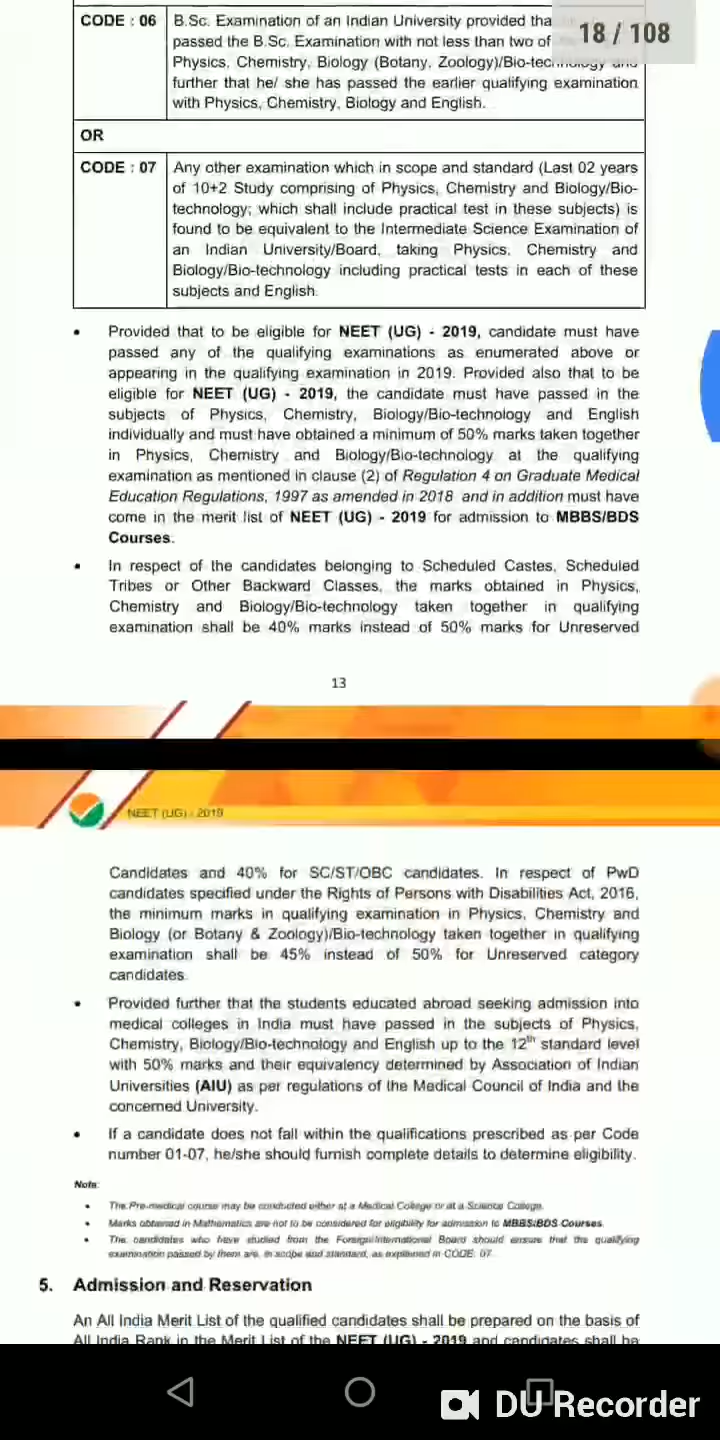 CODE : 06 B.Sc. Examination of an Indian University provided tha
18 / 108
passed the B.Sc. Examination with not less than two of
Physics, Chemistry, Biology (Botany, Zoology)/Bio-technology and
further that he/ she has passed the earlier qualifying examination
with Physics, Chemistry, Biology and English.
OR
CODE : 07 Any other examination which in scope and standard (Last 02 years
of 10+2 Study comprising of Physics, Chemistry and Biology/Bio-
technology; which shall include practical test in these subjects) is
found to be equivalent to the Intermediate Science Examination of
an Indian University/Board, taking Physics, Chemistry and
Biology/Bio-technology including practical tests in each of these
subjects and English.
• Provided that to be eligible for NEET (UG) - 2019, candidate must have
passed any of the qualifying examinations as enumerated above or
appearing in the qualifying examination in 2019. Provided also that to be
eligible for NEET (UG) - 2019, the candidate must have passed in the
subjects of Physics, Chemistry, Biology/Bio-technology and English
individually and must have obtained a minimum of 50% marks taken together
in Physics, Chemistry and Biology/Bio-technology at the qualifying
examination as mentioned in clause (2) of Regulation 4 on Graduate Medical
Education Regulations, 1997 as amended in 2018 and in addition must have
come in the merit list of NEET (UG) - 2019 for admission to MBBS/BDS
Courses.
• In respect of the candidates belonging to Scheduled Castes, Scheduled
Tribes or Other Backward Classes, the marks obtained in Physics,
Chemistry and Biology/Bio-technology taken together in qualifying
examination shall be 40% marks instead of 50% marks for Unreserved
13
NEET (UG) - 2019
Candidates and 40% for SC/ST/OBC candidates. In respect of PwD
candidates specified under the Rights of Persons with Disabilities Act, 2016,
the minimum marks in qualifying examination in Physics, Chemistry and
Biology (or Botany & Zoology)/Bio-technology taken together in qualifying
examination shall be 45% instead of 50% for Unreserved category
candidates.
• Provided further that the students educated abroad seeking admission into
medical colleges in India must have passed in the subjects of Physics,
Chemistry, Biology/Bio-technology and English up to the 12th standard level
with 50% marks and their equivalency determined by Association of Indian
Universities (AIU) as per regulations of the Medical Council of India and the
concerned University.
• If a candidate does not fall within the qualifications prescribed as per Code
number 01-07, he/she should furnish complete details to determine eligibility.
Note:
• The Pre-medical course may be conducted either at a Medical College or at a Science College.
• Marks obtained in Mathematics are not to be considered for eligibility for admission to MBBS/BDS Courses.
• The candidates who have studied from the Foreign/International Board should ensure that the qualifying
examination passed by them are, in scope and standard, as explained in CODE: 07.
5. Admission and Reservation
An All India Merit List of the qualified candidates shall be prepared on the basis of
All India Rank in the Merit List of the NEET (UG) - 2019 and candidates shall be
DU Recorder